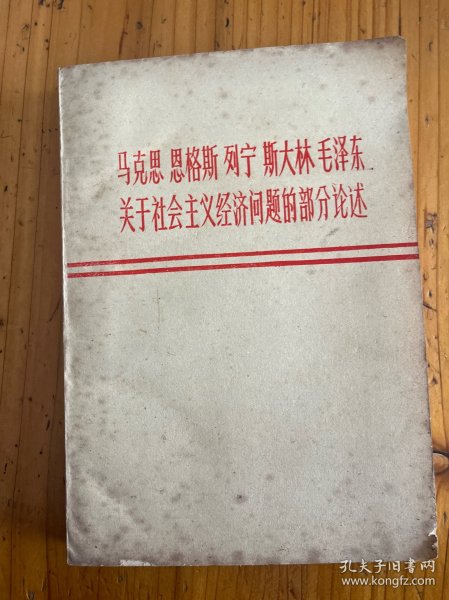 马克思 恩格斯 列宁 斯大林 毛泽东
关于社会主义经济问题的部分论述
孔夫子旧书网
www.kongfz.com